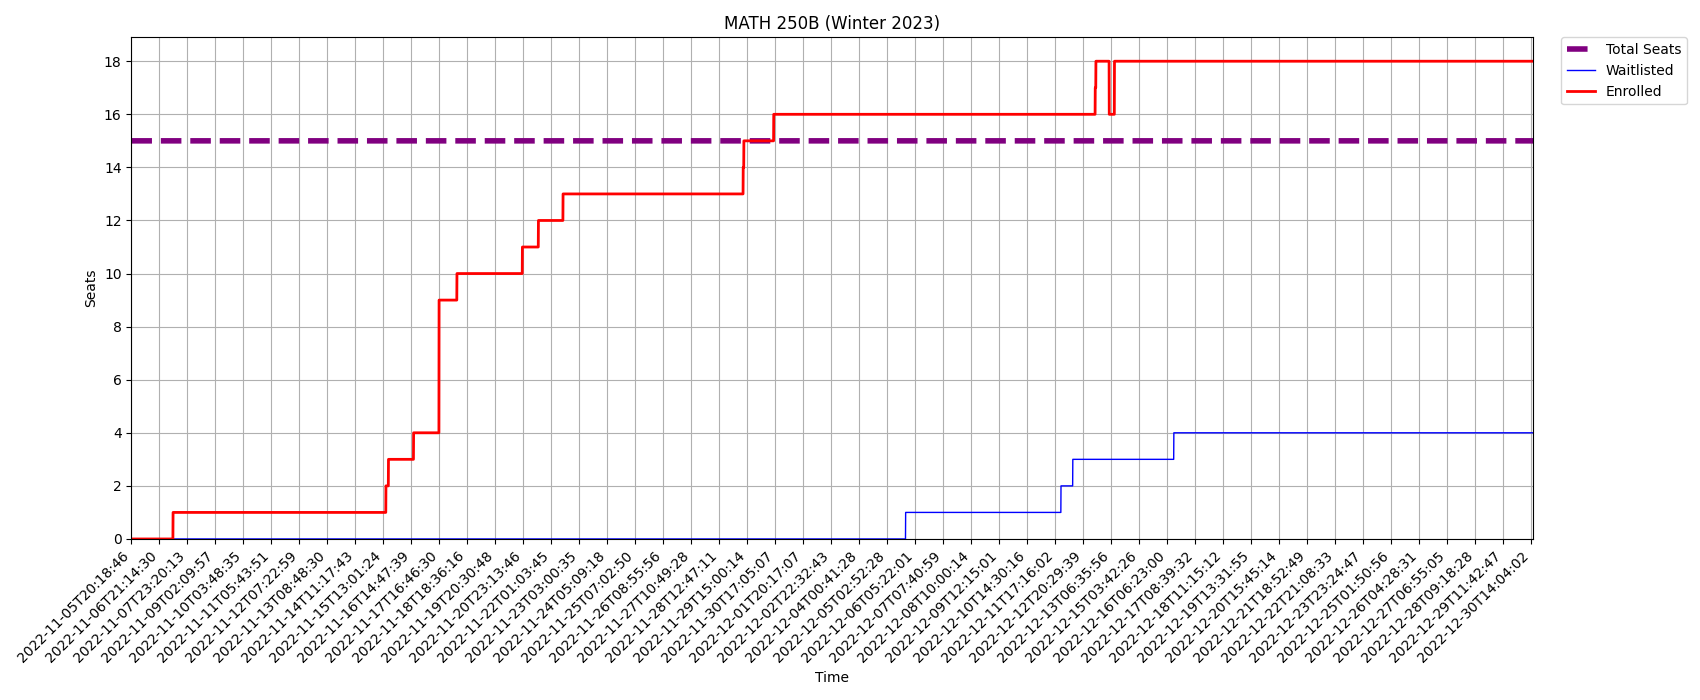 MATH 250B (Winter 2023)
Total Seats
Waitlisted
Enrolled
18
16
14
12
10
8
6
4
2
0
Seats
2022-11-05T20:18:46
2022-11-06T21:14:30
2022-11-07T23:20:13
2022-11-09T02:09:57
2022-11-10T03:48:35
2022-11-11T05:43:51
2022-11-12T07:22:59
2022-11-13T08:48:30
2022-11-14T11:17:43
2022-11-15T13:01:24
2022-11-16T14:47:39
2022-11-17T16:46:30
2022-11-18T18:36:16
2022-11-19T20:30:48
2022-11-20T23:13:46
2022-11-22T01:03:45
2022-11-23T03:00:35
2022-11-24T05:09:18
2022-11-25T07:02:50
2022-11-26T08:55:56
2022-11-27T10:49:28
2022-11-28T12:47:11
2022-11-29T15:00:14
2022-11-30T17:05:07
2022-12-01T20:17:07
2022-12-02T22:32:43
2022-12-04T00:41:28
2022-12-05T02:52:28
2022-12-06T05:22:01
2022-12-07T07:40:59
2022-12-08T10:00:14
2022-12-09T12:15:01
2022-12-10T14:30:16
2022-12-11T17:16:02
2022-12-12T20:29:39
2022-12-13T06:35:56
2022-12-15T03:42:26
2022-12-16T06:23:00
2022-12-17T08:39:32
2022-12-18T11:15:12
2022-12-19T13:31:55
2022-12-20T15:45:14
2022-12-21T18:52:49
2022-12-22T21:08:33
2022-12-23T23:24:47
2022-12-25T01:50:56
2022-12-26T04:28:31
2022-12-27T06:55:05
2022-12-28T09:18:28
2022-12-29T11:42:47
2022-12-30T14:04:02
Time